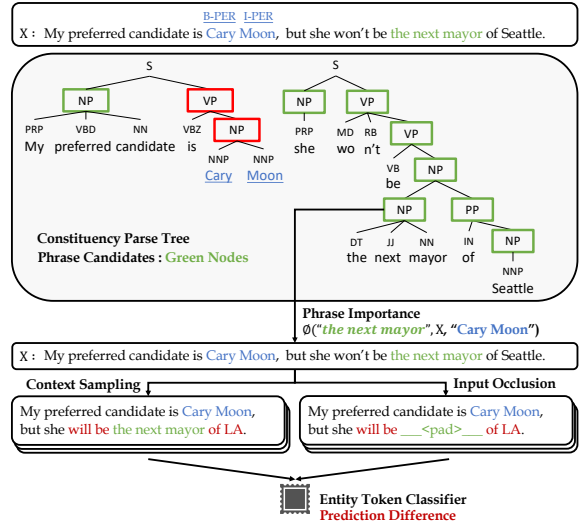 B-PER I-PER
X : My preferred candidate is Cary Moon, but she won't be the next mayor of Seattle.
S S
NP VP NP VP
PRP VBD NN VBZ NP PRP MD RB VP
My preferred candidate is she wo n't
NNP NNP VB NP
Cary Moon be
NP PP
Constituency Parse Tree DT JJ NN IN NP
Phrase Candidates : Green Nodes the next mayor of
NNP
Seattle
Phrase Importance
Ø("the next mayor", X, "Cary Moon")
X : My preferred candidate is Cary Moon, but she won't be the next mayor of Seattle.
Context Sampling Input Occlusion
My preferred candidate is Cary Moon,
but she will be the next mayor of LA.
My preferred candidate is Cary Moon,
but she will be ___<pad>___ of LA.
Entity Token Classifier
Prediction Difference